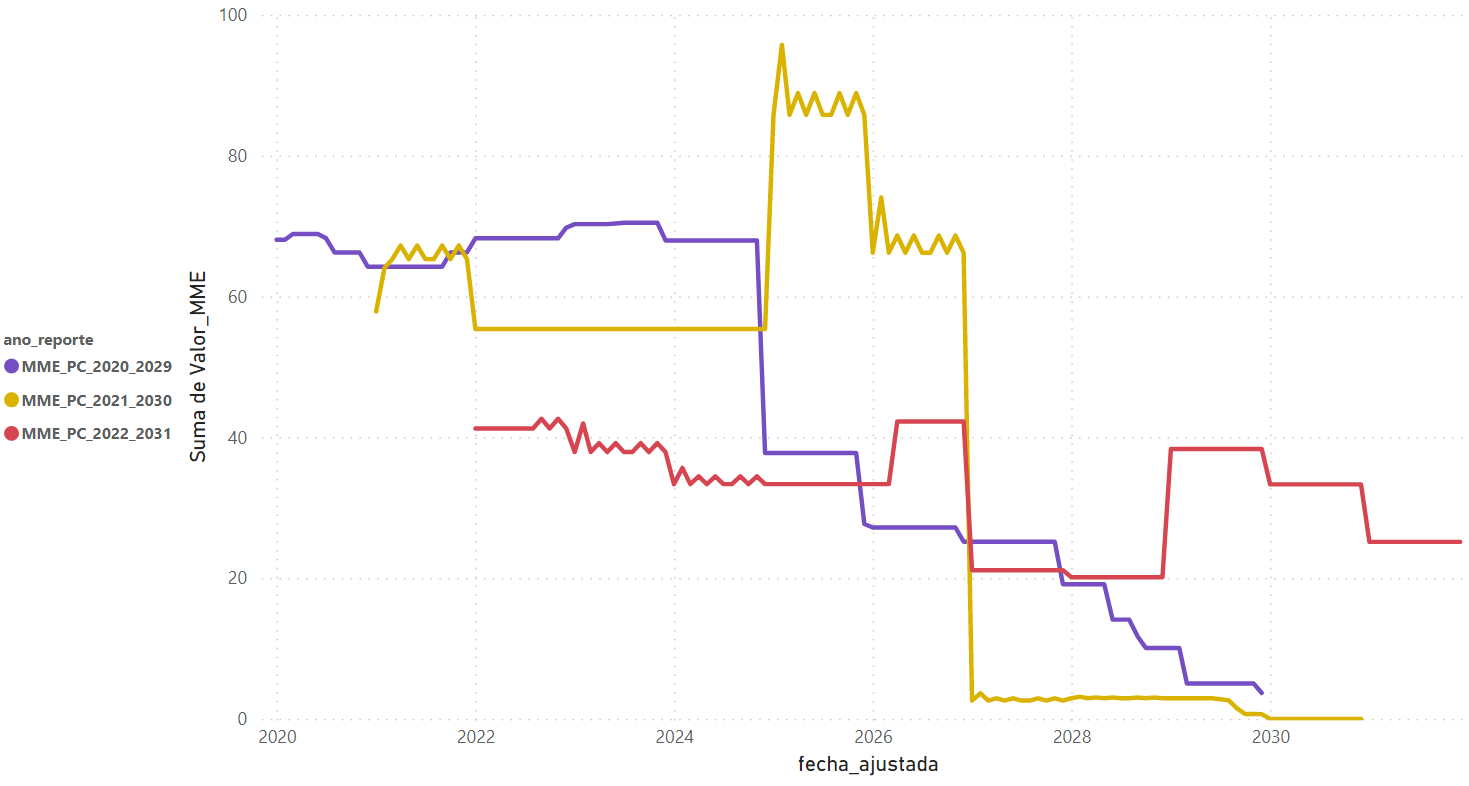 ano_reporte
MME_PC_2020_2029
MME_PC_2021_2030
MME_PC_2022_2031
Suma de Valor_MME
100
80
60
40
20
0
2020 2022 2024 2026 2028 2030
fecha_ajustada